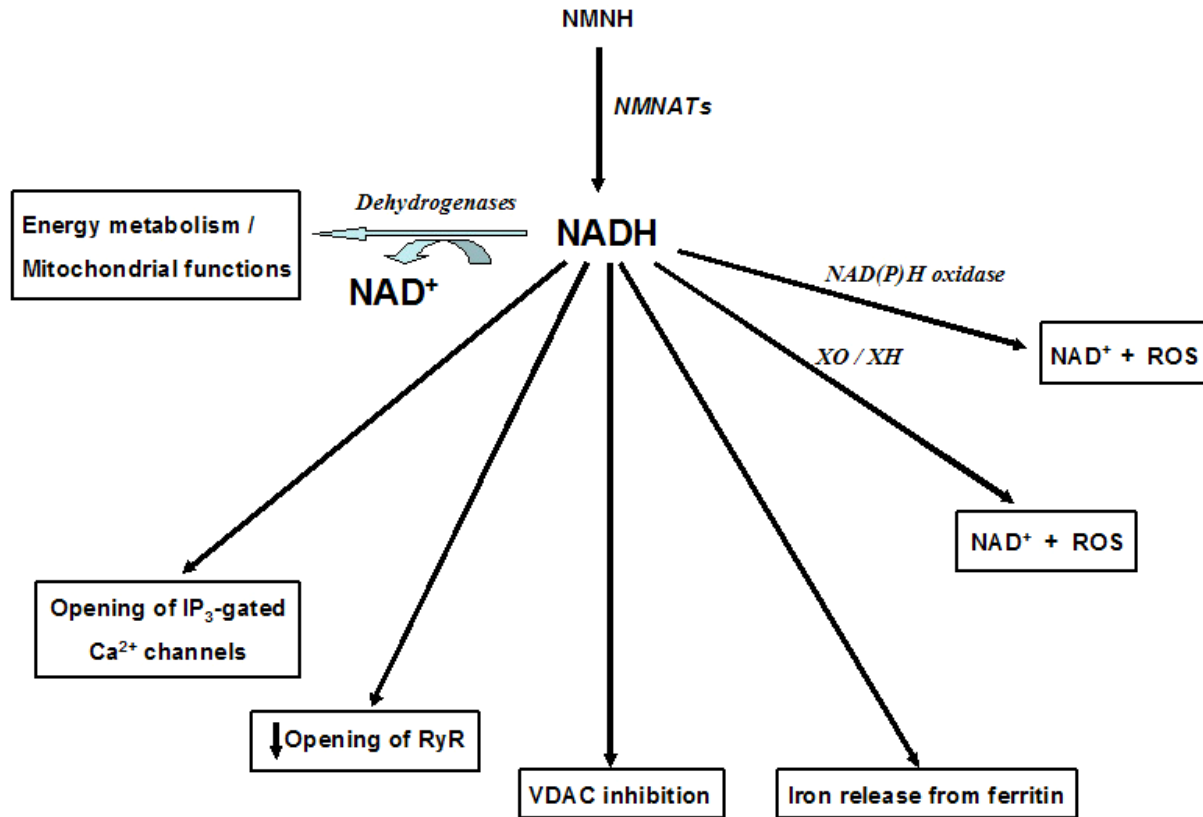 NMNH
NMNATs
Dehydrogenases
Energy metabolism /
Mitochondrial functions
NADH
NAD⁺
NAD(P)H oxidase
NAD⁺ + ROS
XO / XH
NAD⁺ + ROS
Opening of IP₃-gated
Ca²⁺ channels
Opening of RyR
VDAC inhibition
Iron release from ferritin